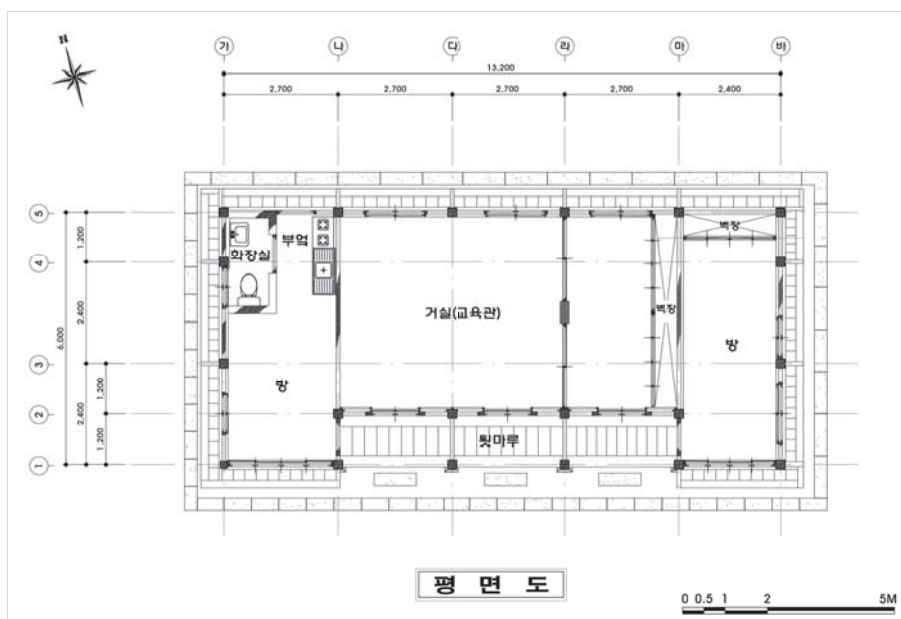 N
가 나 다 라 마 바
13,200
2,700 2,700 2,700 2,700 2,400
5
4
3
2
1
1,200
2,400
6,000
2,400
1,200
1,200
부엌
화장실
벽장
거실(교육관)
벽장
방
방
툇마루
평 면 도
0 0.5 1 2 5M